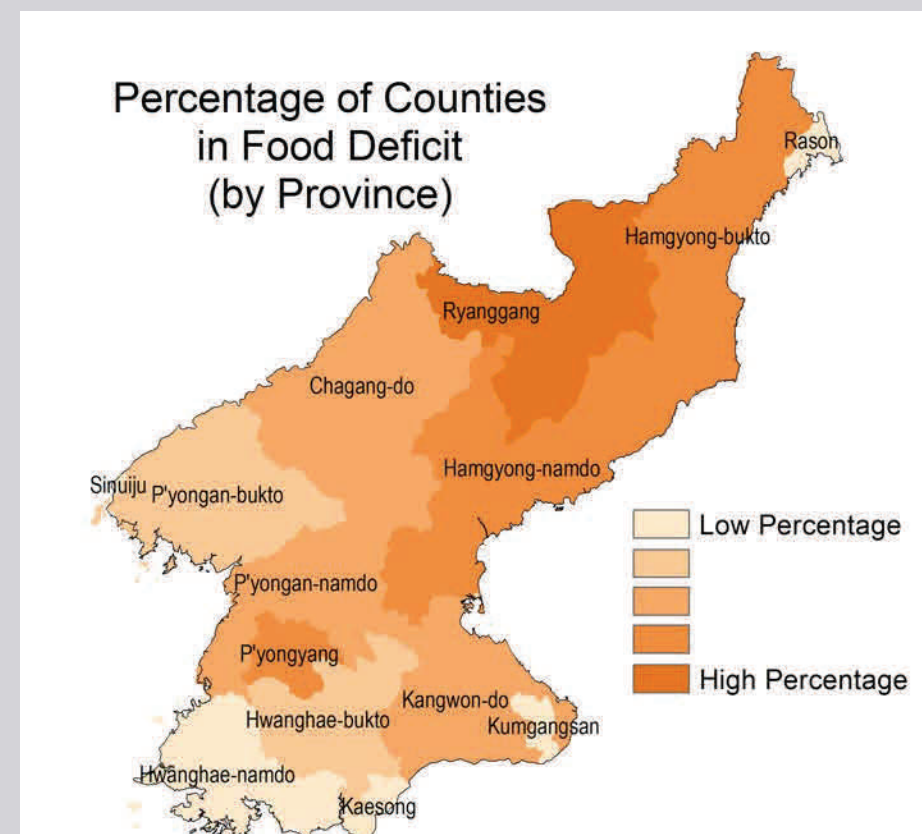 Percentage of Counties
in Food Deficit
(by Province)
Rason
Hamgyong-bukto
Ryanggang
Chagang-do
Hamgyong-namdo
Sinuiju
P'yongan-bukto
Low Percentage
P'yongan-namdo
P'yongyang
High Percentage
Kangwon-do
Hwanghae-bukto
Kumgangsan
Hwanghae-namdo
Kaesong